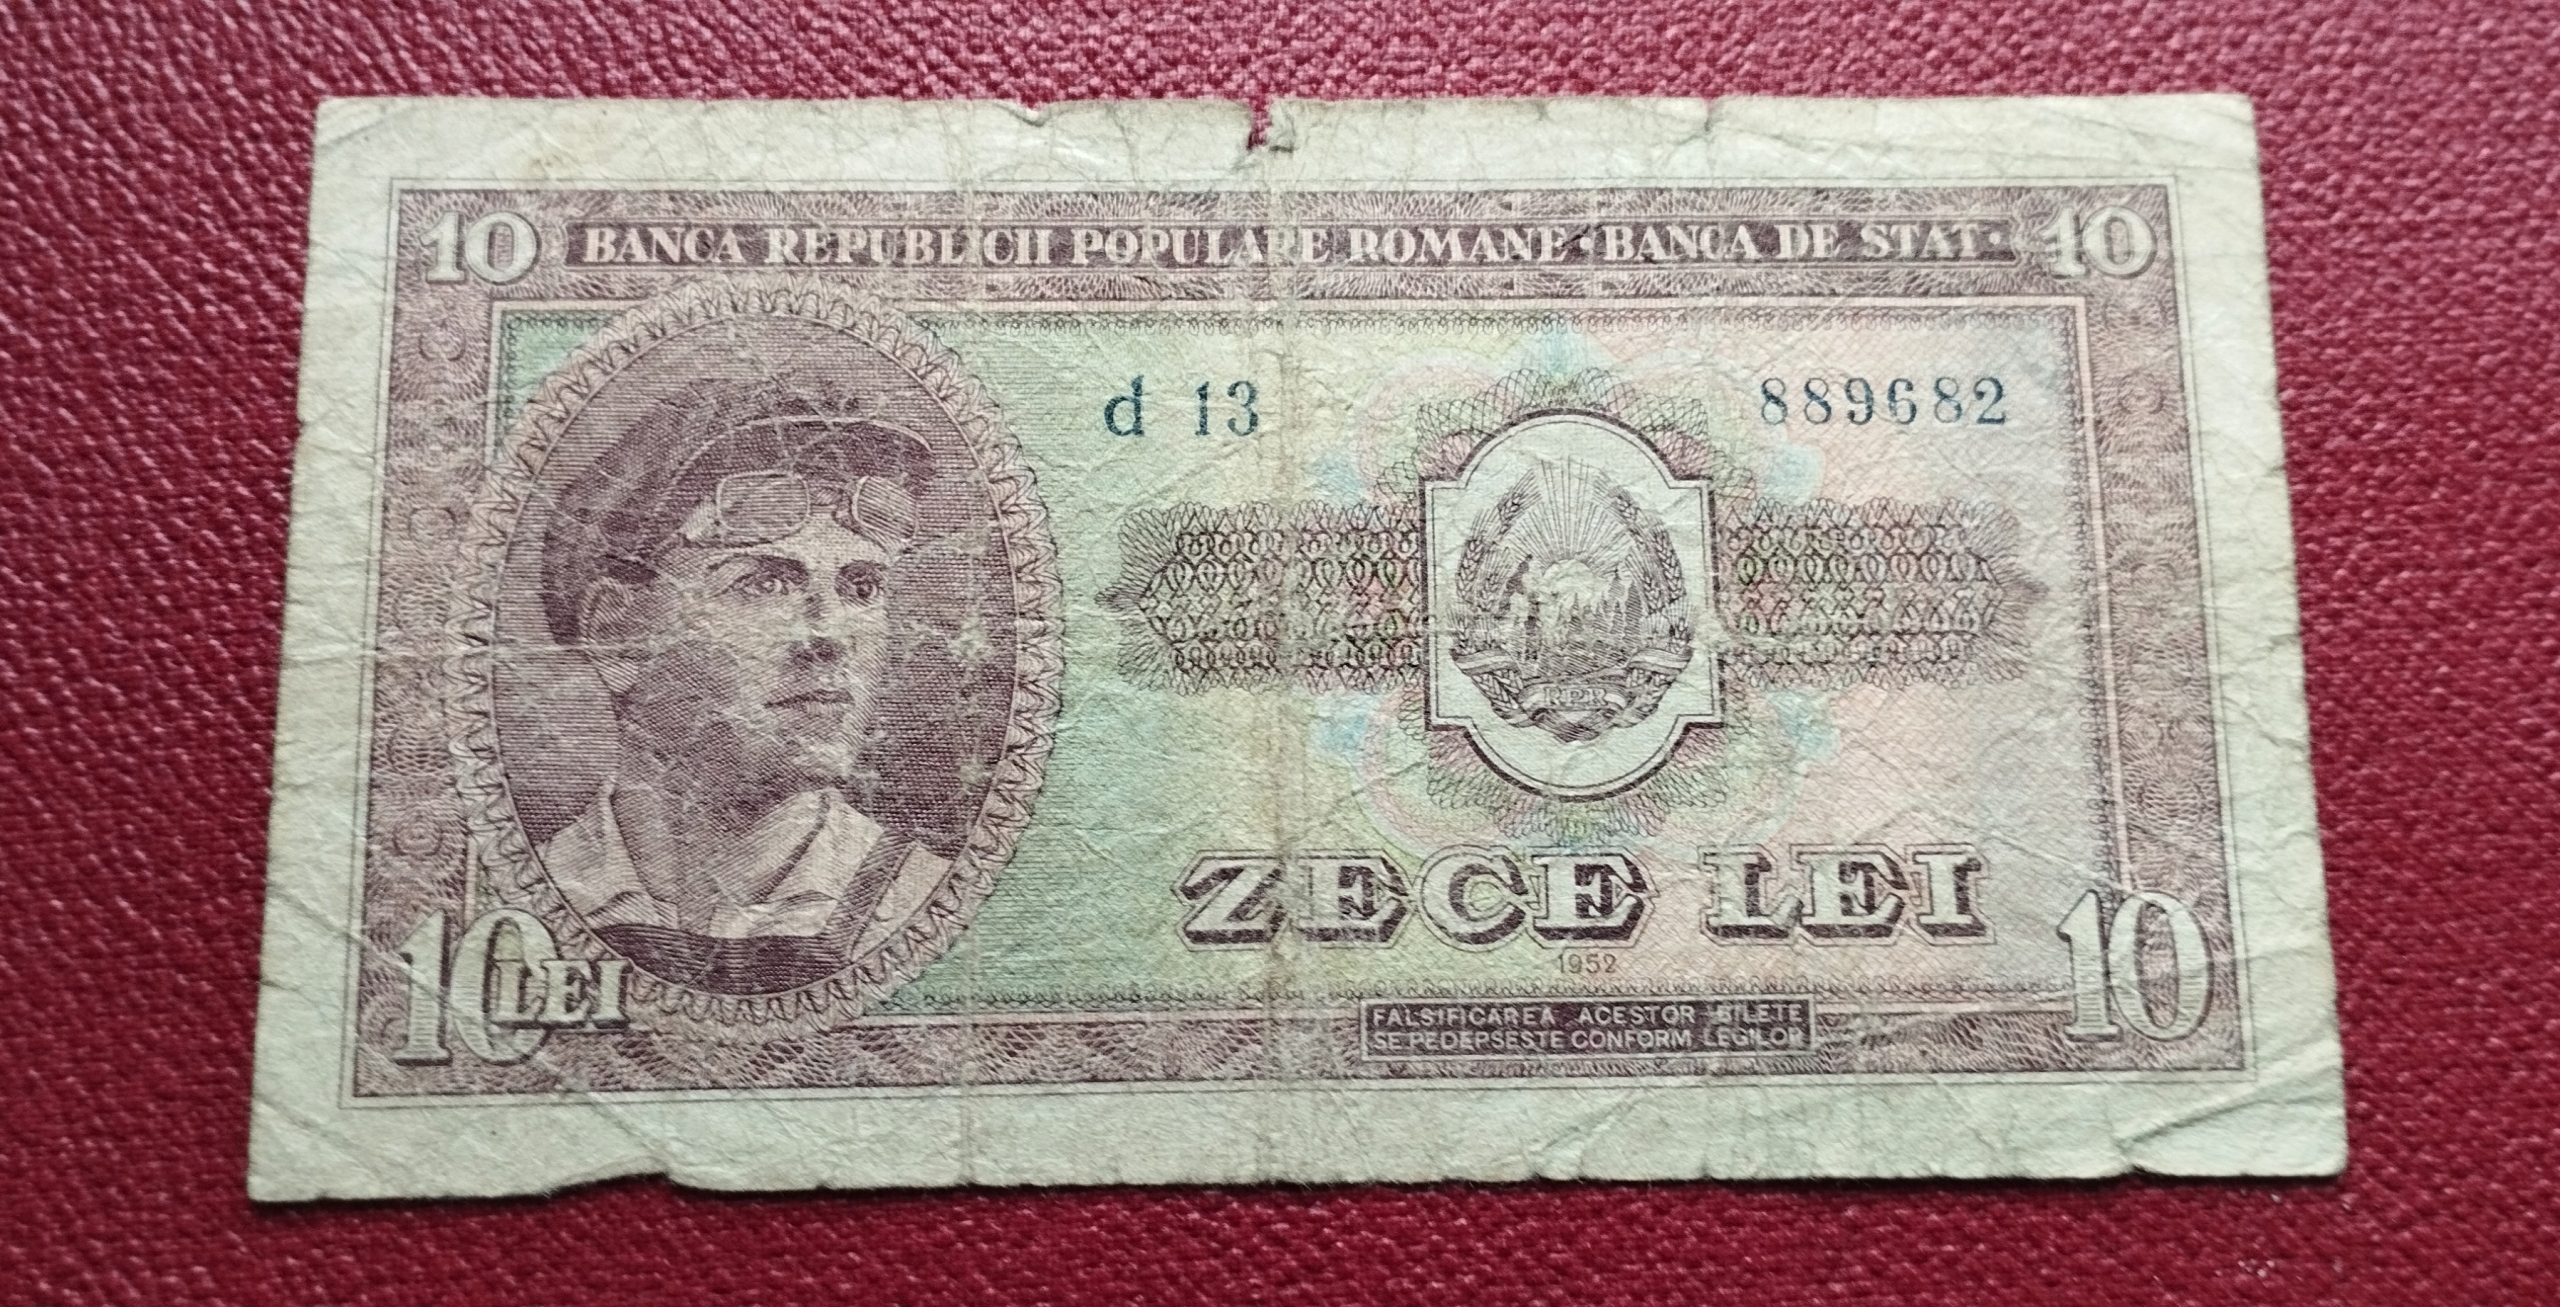 10 BANCA REPUBLICII POPULARE ROMANE • BANCA DE STAT • 10
d 13 889682
RPR
ZECE LEI
1952
10 LEI
10
FALSIFICAREA ACESTOR BILETE
SE PEDEPSESTE CONFORM LEGILOR